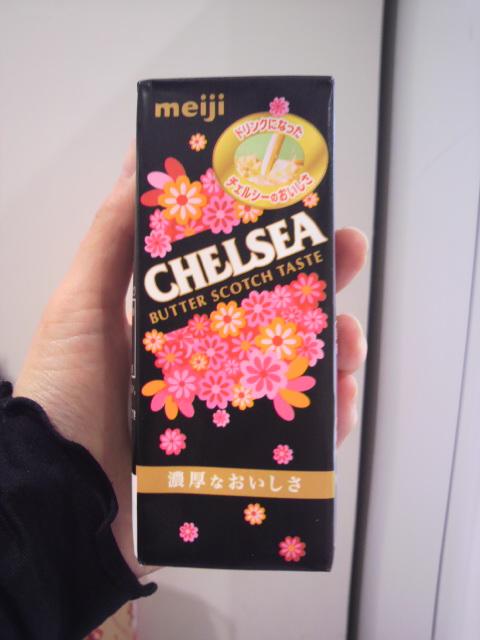 meiji
ドリンクになった
チェルシーのおいしさ
CHELSEA
BUTTER SCOTCH TASTE
濃厚なおいしさ